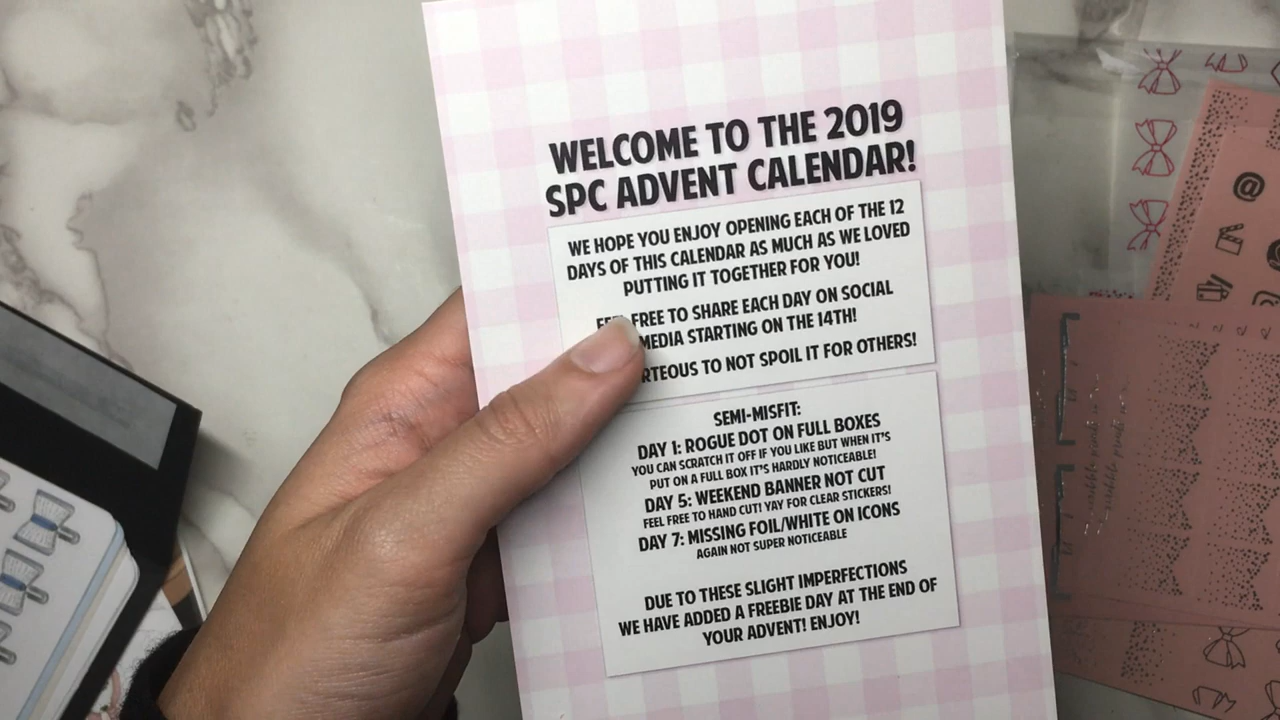 WELCOME TO THE 2019
SPC ADVENT CALENDAR!
WE HOPE YOU ENJOY OPENING EACH OF THE 12
DAYS OF THIS CALENDAR AS MUCH AS WE LOVED
PUTTING IT TOGETHER FOR YOU!
FREE TO SHARE EACH DAY ON SOCIAL
MEDIA STARTING ON THE 14TH!
TO NOT SPOIL IT FOR OTHERS!
SEMI-MISFIT:
DAY 1: ROGUE DOT ON FULL BOXES
YOU CAN SCRATCH IT OFF IF YOU LIKE BUT WHEN IT'S
PUT ON A FULL BOX IT'S HARDLY NOTICEABLE!
DAY 5: WEEKEND BANNER NOT CUT
FEEL FREE TO HAND CUT! YAY FOR CLEAR STICKERS!
DAY 7: MISSING FOIL/WHITE ON ICONS
AGAIN NOT SUPER NOTICEABLE
DUE TO THESE SLIGHT IMPERFECTIONS
WE HAVE ADDED A FREEBIE DAY AT THE END OF
YOUR ADVENT! ENJOY!
@